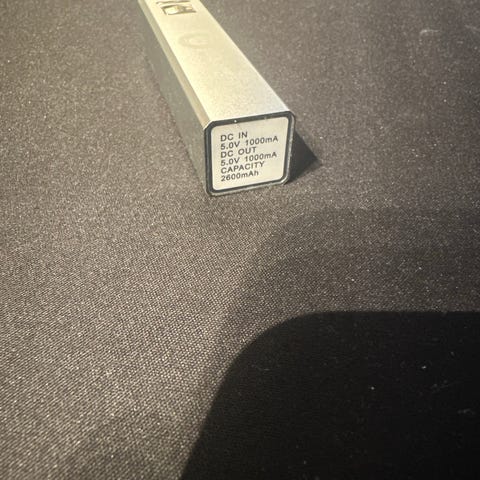 DC IN
5.0V 1000mA
DC OUT
5.0V 1000mA
CAPACITY
2600mAh